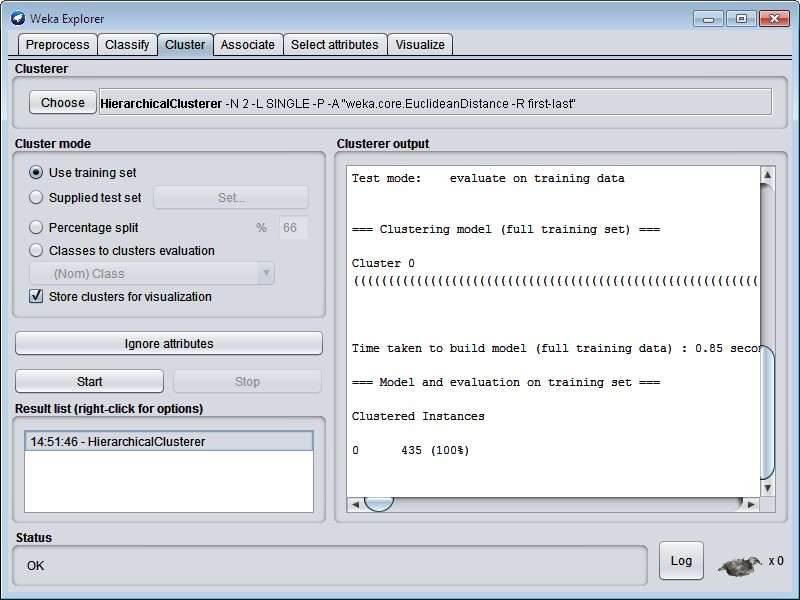 Weka Explorer
Preprocess Classify Cluster Associate Select attributes Visualize
Clusterer
Choose HierarchicalClusterer -N 2 -L SINGLE -P -A "weka.core.EuclideanDistance -R first-last"
Cluster mode
Use training set
Supplied test set Set...
Percentage split % 66
Classes to clusters evaluation
(Nom) Class
Store clusters for visualization
Ignore attributes
Start Stop
Result list (right-click for options)
14:51:46 - HierarchicalClusterer
Clusterer output
Test mode: evaluate on training data
=== Clustering model (full training set) ===
Cluster 0
((((((((((((((((((((((((((((((((((((((((((((((((((((((((((
Time taken to build model (full training data) : 0.85 secon
=== Model and evaluation on training set ===
Clustered Instances
0 435 (100%)
Status
OK
Log
x 0